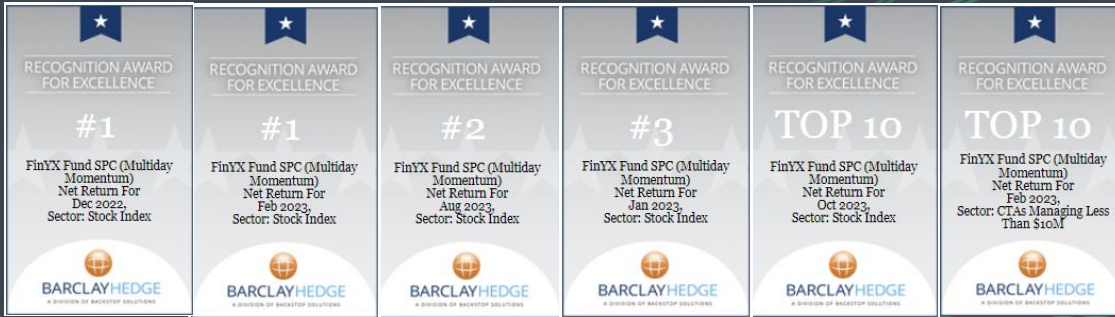 RECOGNITION AWARD
FOR EXCELLENCE
#1
FinYX Fund SPC (Multiday
Momentum)
Net Return For
Dec 2022,
Sector: Stock Index
BARCLAYHEDGE
A DIVISION OF BACKSTOP SOLUTIONS
RECOGNITION AWARD
FOR EXCELLENCE
#1
FinYX Fund SPC (Multiday
Momentum)
Net Return For
Feb 2023,
Sector: Stock Index
BARCLAYHEDGE
A DIVISION OF BACKSTOP SOLUTIONS
RECOGNITION AWARD
FOR EXCELLENCE
#2
FinYX Fund SPC (Multiday
Momentum)
Net Return For
Aug 2023,
Sector: Stock Index
BARCLAYHEDGE
A DIVISION OF BACKSTOP SOLUTIONS
RECOGNITION AWARD
FOR EXCELLENCE
#3
FinYX Fund SPC (Multiday
Momentum)
Net Return For
Jan 2023,
Sector: Stock Index
BARCLAYHEDGE
A DIVISION OF BACKSTOP SOLUTIONS
RECOGNITION AWARD
FOR EXCELLENCE
TOP 10
FinYX Fund SPC (Multiday
Momentum)
Net Return For
Oct 2023,
Sector: Stock Index
BARCLAYHEDGE
A DIVISION OF BACKSTOP SOLUTIONS
RECOGNITION AWARD
FOR EXCELLENCE
TOP 10
FinYX Fund SPC (Multiday
Momentum)
Net Return For
Feb 2023,
Sector: CTAs Managing Less
Than $10M
BARCLAYHEDGE
A DIVISION OF BACKSTOP SOLUTIONS